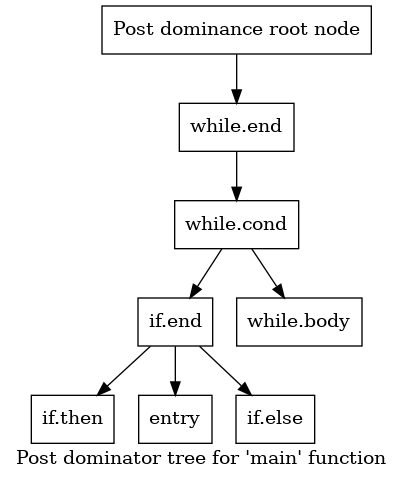 Post dominance root node
while.end
while.cond
if.end
while.body
if.then
entry
if.else
Post dominator tree for 'main' function